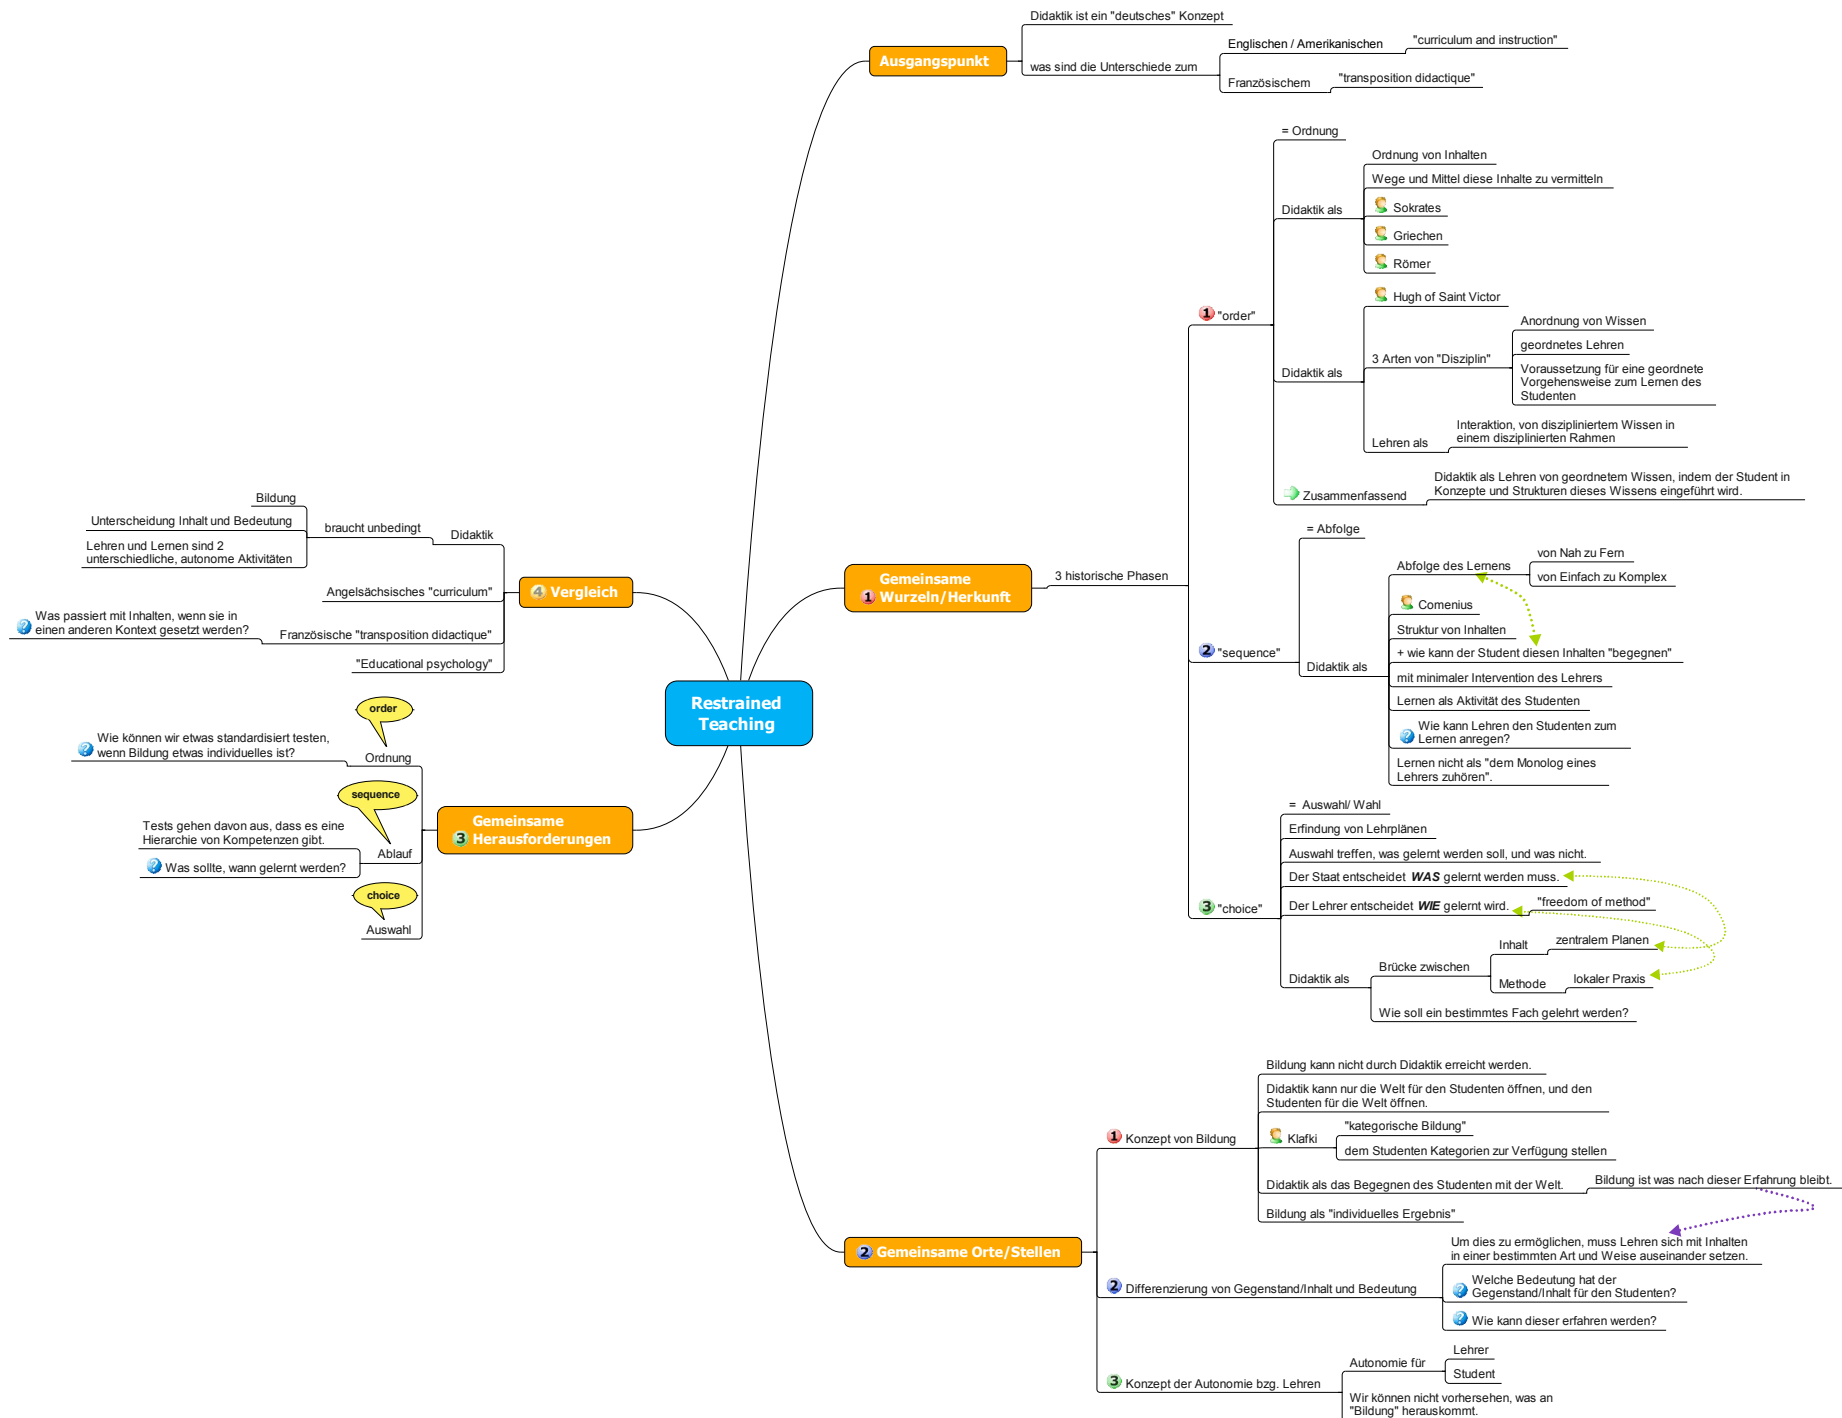 Restrained
Teaching
Ausgangspunkt
Didaktik ist ein "deutsches" Konzept
was sind die Unterschiede zum
Englischen / Amerikanischen
"curriculum and instruction"
Französischem
"transposition didactique"
Gemeinsame
1 Wurzeln/Herkunft
3 historische Phasen
1 "order"
= Ordnung
Didaktik als
Ordnung von Inhalten
Wege und Mittel diese Inhalte zu vermitteln
Sokrates
Griechen
Römer
Didaktik als
Hugh of Saint Victor
3 Arten von "Disziplin"
Anordnung von Wissen
geordnetes Lehren
Voraussetzung für eine geordnete
Vorgehensweise zum Lernen des
Studenten
Lehren als
Interaktion, von diszipliniertem Wissen in
einem disziplinierten Rahmen
Zusammenfassend
Didaktik als Lehren von geordnetem Wissen, indem der Student in
Konzepte und Strukturen dieses Wissens eingeführt wird.
2 "sequence"
= Abfolge
Didaktik als
Abfolge des Lernens
von Nah zu Fern
von Einfach zu Komplex
Comenius
Struktur von Inhalten
+ wie kann der Student diesen Inhalten "begegnen"
mit minimaler Intervention des Lehrers
Lernen als Aktivität des Studenten
Wie kann Lehren den Studenten zum
? Lernen anregen?
Lernen nicht als "dem Monolog eines
Lehrers zuhören".
3 "choice"
= Auswahl/ Wahl
Erfindung von Lehrplänen
Auswahl treffen, was gelernt werden soll, und was nicht.
Der Staat entscheidet WAS gelernt werden muss.
Der Lehrer entscheidet WIE gelernt wird.
"freedom of method"
Didaktik als
Brücke zwischen
Inhalt
zentralem Planen
Methode
lokaler Praxis
Wie soll ein bestimmtes Fach gelehrt werden?
2 Gemeinsame Orte/Stellen
1 Konzept von Bildung
Bildung kann nicht durch Didaktik erreicht werden.
Didaktik kann nur die Welt für den Studenten öffnen, und den
Studenten für die Welt öffnen.
Klafki
"kategorische Bildung"
dem Studenten Kategorien zur Verfügung stellen
Didaktik als das Begegnen des Studenten mit der Welt.
Bildung ist was nach dieser Erfahrung bleibt.
Bildung als "individuelles Ergebnis"
2 Differenzierung von Gegenstand/Inhalt und Bedeutung
Um dies zu ermöglichen, muss Lehren sich mit Inhalten
in einer bestimmten Art und Weise auseinander setzen.
Welche Bedeutung hat der
? Gegenstand/Inhalt für den Studenten?
? Wie kann dieser erfahren werden?
3 Konzept der Autonomie bzg. Lehren
Autonomie für
Lehrer
Student
Wir können nicht vorhersehen, was an
"Bildung" herauskommt.
Gemeinsame
3 Herausforderungen
order
Ordnung
Wie können wir etwas standardisiert testen,
? wenn Bildung etwas individuelles ist?
sequence
Ablauf
Tests gehen davon aus, dass es eine
Hierarchie von Kompetenzen gibt.
? Was sollte, wann gelernt werden?
choice
Auswahl
4 Vergleich
Didaktik
braucht unbedingt
Bildung
Unterscheidung Inhalt und Bedeutung
Lehren und Lernen sind 2
unterschiedliche, autonome Aktivitäten
Angelsächsisches "curriculum"
Französische "transposition didactique"
Was passiert mit Inhalten, wenn sie in
? einen anderen Kontext gesetzt werden?
"Educational psychology"